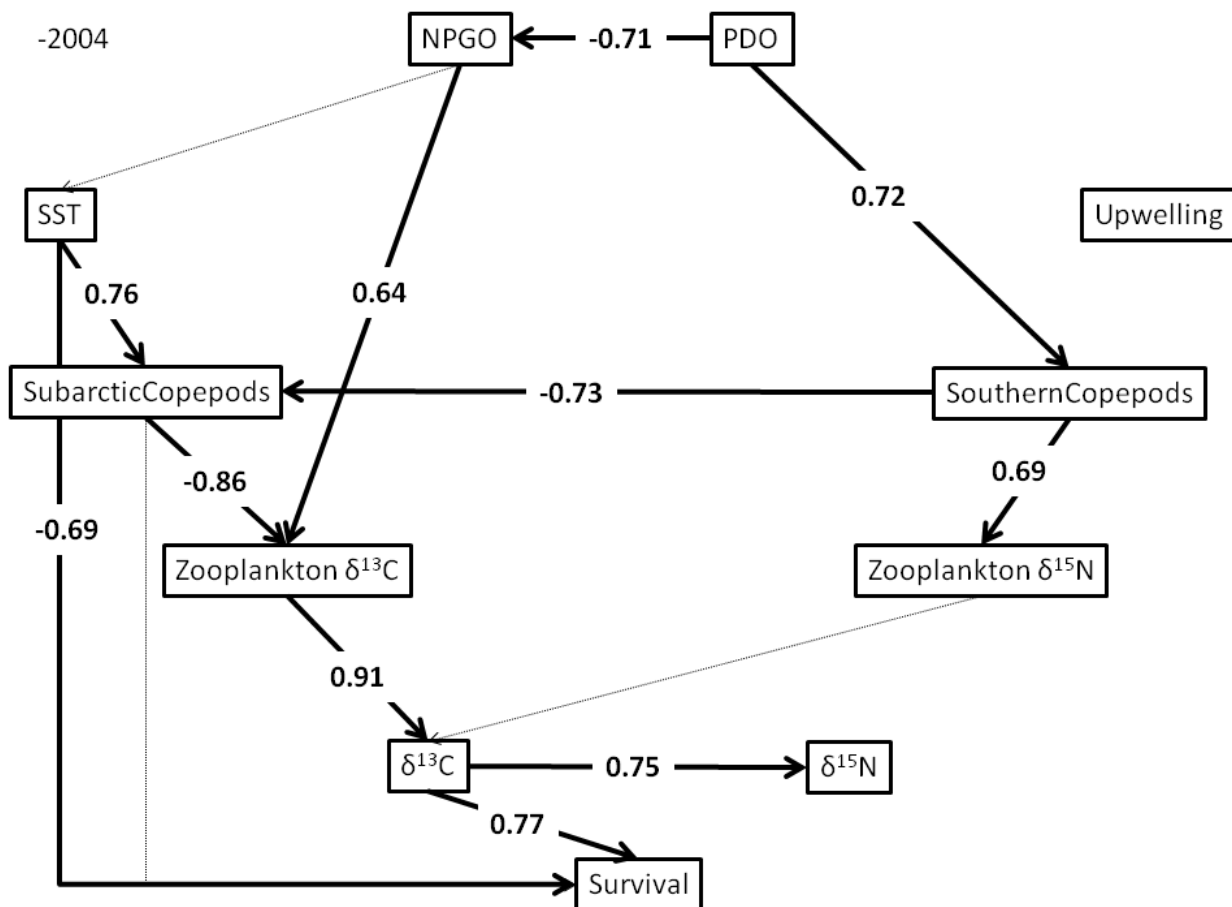 -2004
NPGO
-0.71
PDO
SST
0.72
Upwelling
0.76
0.64
SubarcticCopepods
-0.73
SouthernCopepods
-0.86
0.69
-0.69
Zooplankton δ¹³C
Zooplankton δ¹⁵N
0.91
δ¹³C
0.75
δ¹⁵N
0.77
Survival